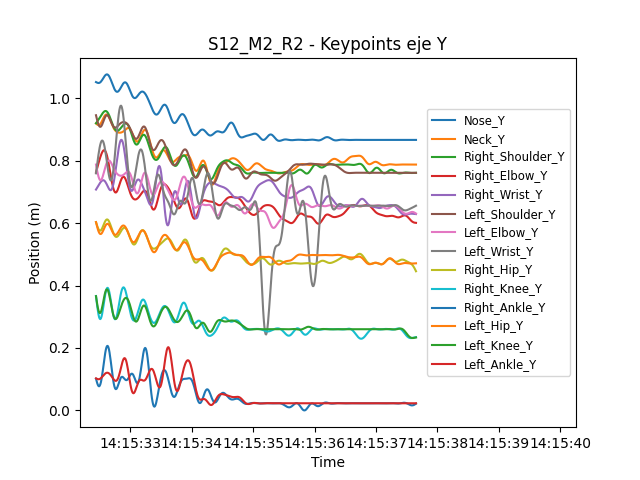 S12_M2_R2 - Keypoints eje Y
Position (m)
1.0
0.8
0.6
0.4
0.2
0.0
Nose_Y
Neck_Y
Right_Shoulder_Y
Right_Elbow_Y
Right_Wrist_Y
Left_Shoulder_Y
Left_Elbow_Y
Left_Wrist_Y
Right_Hip_Y
Right_Knee_Y
Right_Ankle_Y
Left_Hip_Y
Left_Knee_Y
Left_Ankle_Y
14:15:33 14:15:34 14:15:35 14:15:36 14:15:37 14:15:38 14:15:39 14:15:40
Time